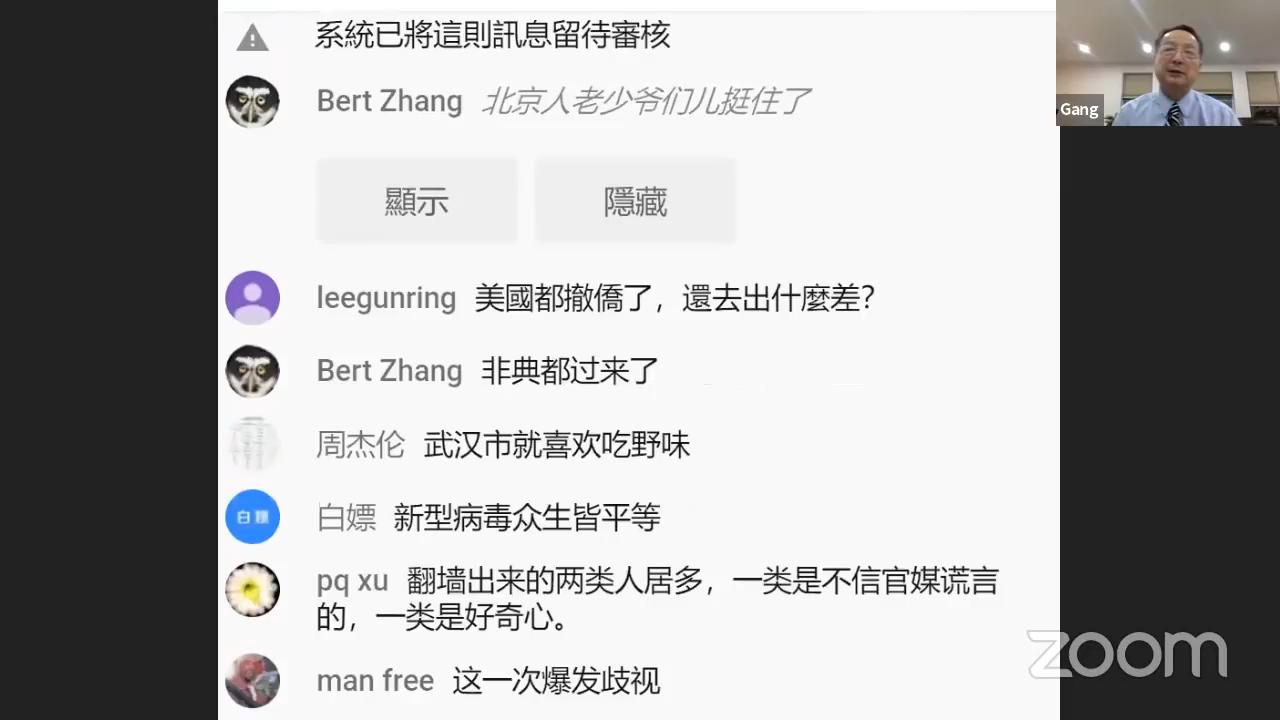 系統已將這則訊息留待審核
Bert Zhang 北京人老少爷们儿挺住了
顯示 隱藏
leegunring 美國都撤僑了，還去出什麼差?
Bert Zhang 非典都过来了
周杰伦 武汉市就喜欢吃野味
白嫖 白嫖 新型病毒众生皆平等
pq xu 翻墙出来的两类人居多，一类是不信官媒谎言
的，一类是好奇心。
man free 这一次爆发歧视
Gang
zoom